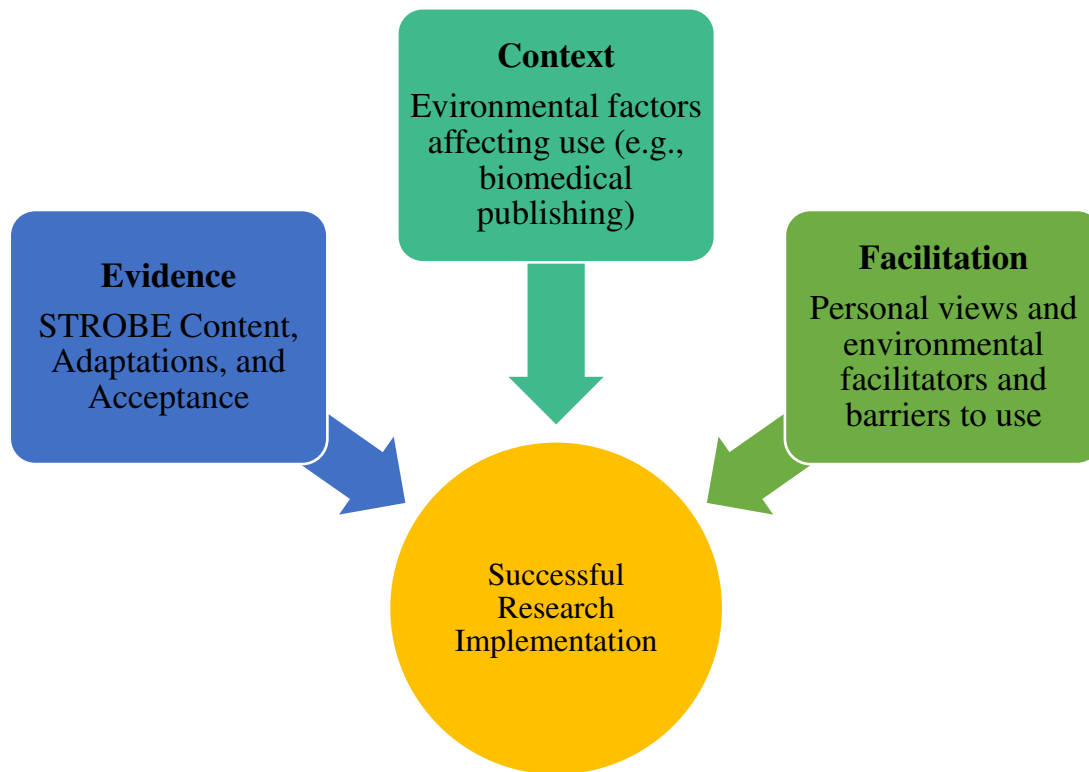 Context
Evironmental factors
affecting use (e.g.,
biomedical
publishing)
Evidence
STROBE Content,
Adaptations, and
Acceptance
Facilitation
Personal views and
environmental
facilitators and
barriers to use
Successful
Research
Implementation